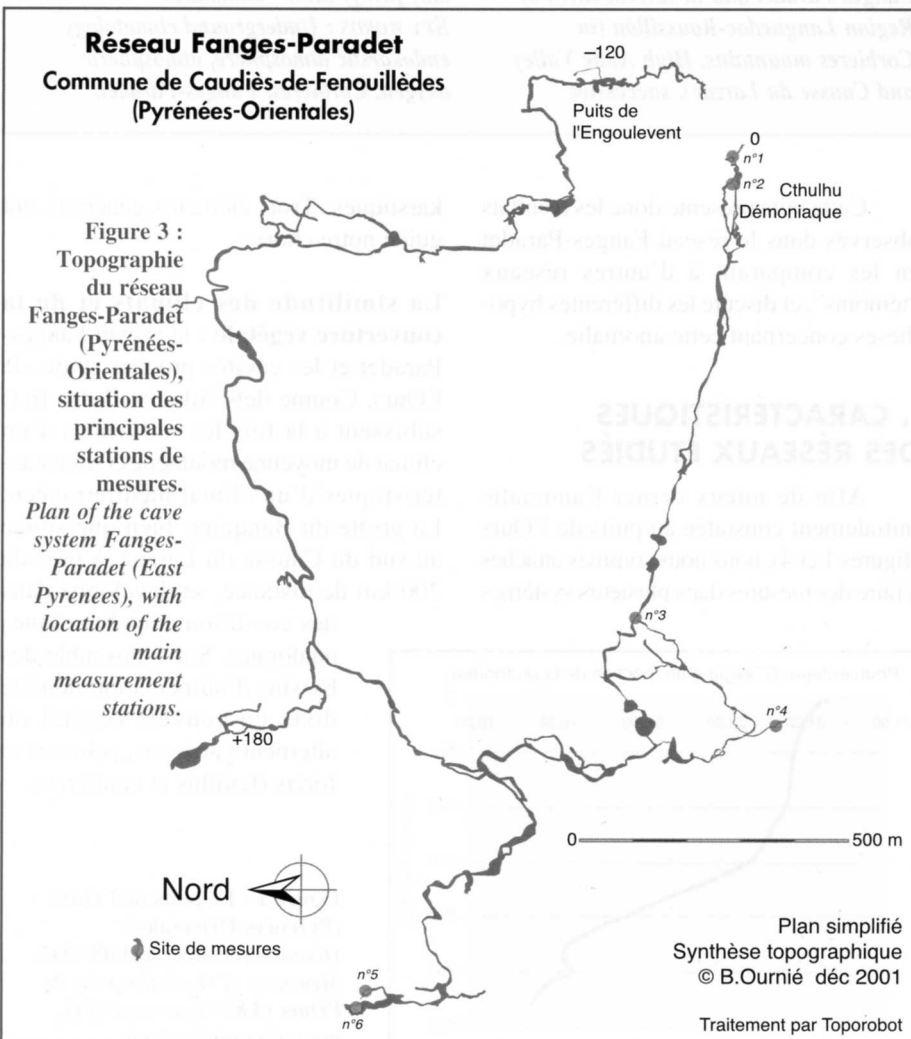 Réseau Fanges-Paradet
Commune de Caudiès-de-Fenouillèdes
(Pyrénées-Orientales)
–120
Puits de
l'Engoulevent
0
n°1
n°2
Cthulhu
Démoniaque
Figure 3 :
Topographie
du réseau
Fanges-Paradet
(Pyrénées-
Orientales),
situation des
principales
stations de
mesures.
Plan of the cave
system Fanges-
Paradet (East
Pyrenees), with
location of the
main
measurement
stations.
n°3
n°4
+180
0 500 m
Nord
Site de mesures
n°5
n°6
Plan simplifié
Synthèse topographique
© B.Ournié déc 2001
Traitement par Toporobot